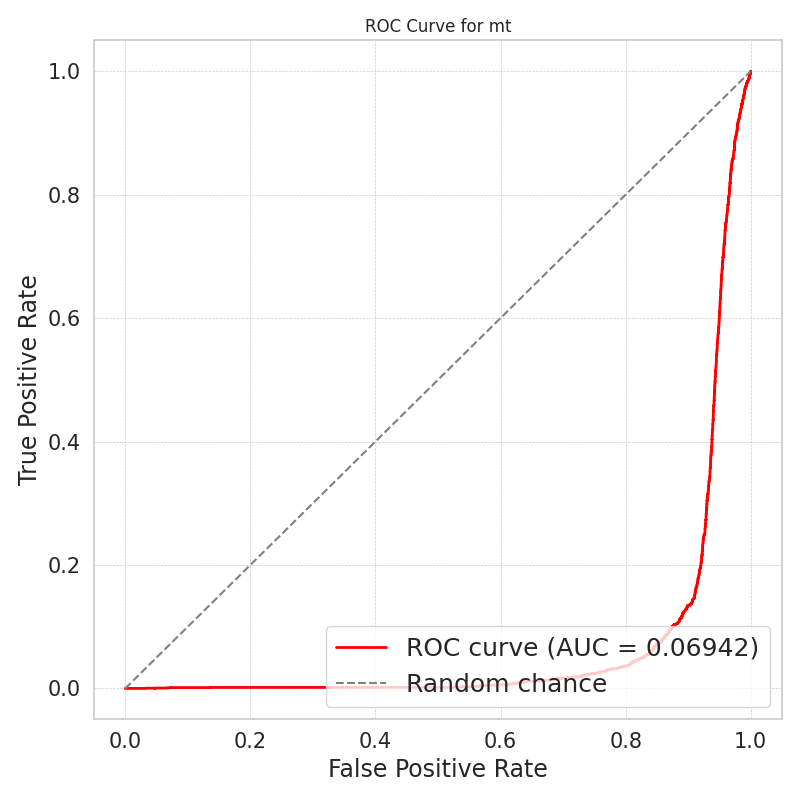 ROC Curve for mt
True Positive Rate
1.0
0.8
0.6
0.4
0.2
0.0
ROC curve (AUC = 0.06942)
Random chance
0.0 0.2 0.4 0.6 0.8 1.0
False Positive Rate